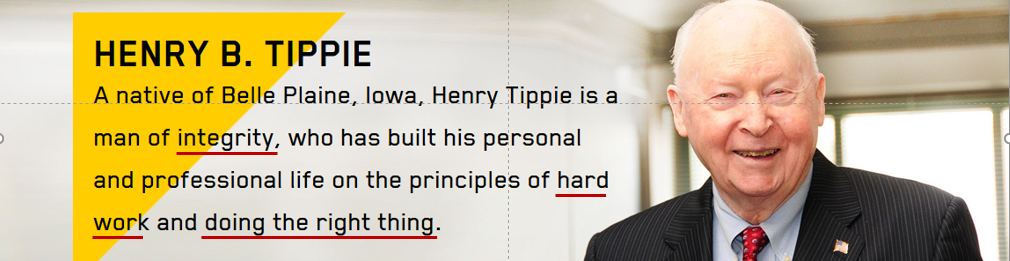 HENRY B. TIPPIE
A native of Belle Plaine, Iowa, Henry Tippie is a
man of integrity, who has built his personal
and professional life on the principles of hard
work and doing the right thing.